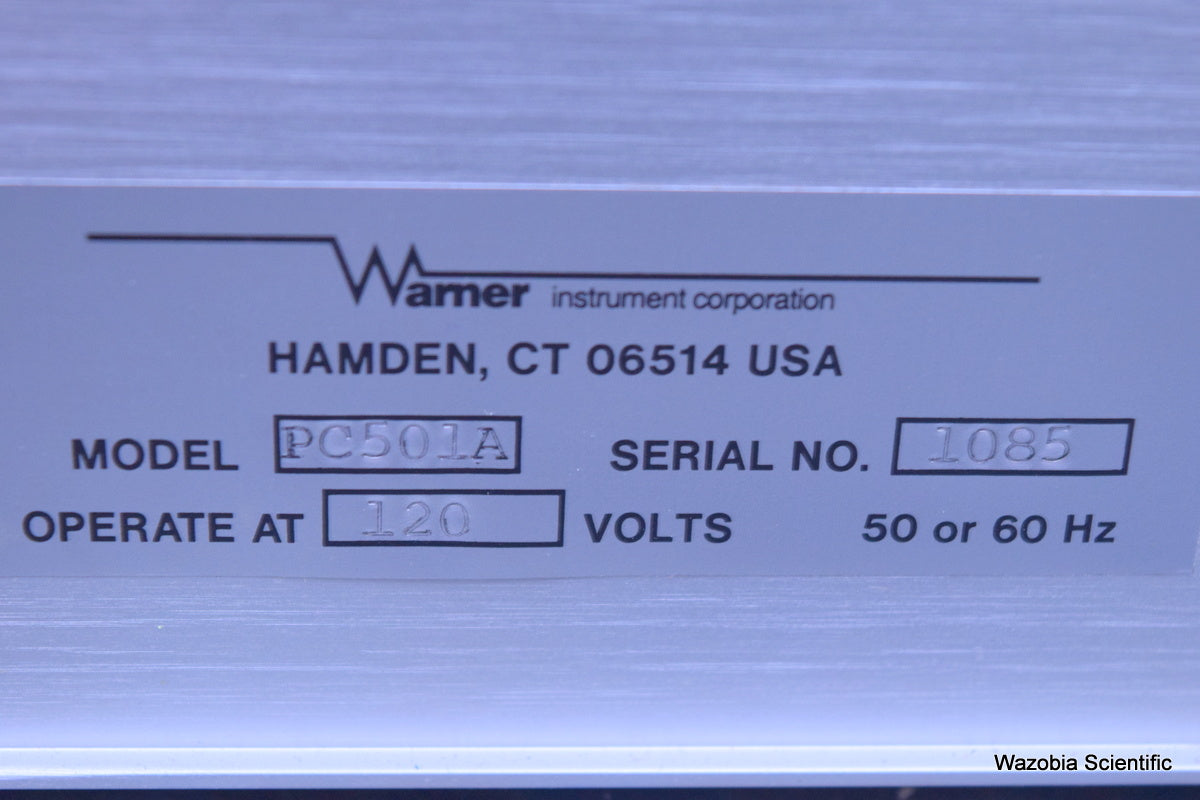 Warner instrument corporation
HAMDEN, CT 06514 USA
MODEL PC501A SERIAL NO. 1085
OPERATE AT 120 VOLTS 50 or 60 Hz
Wazobia Scientific